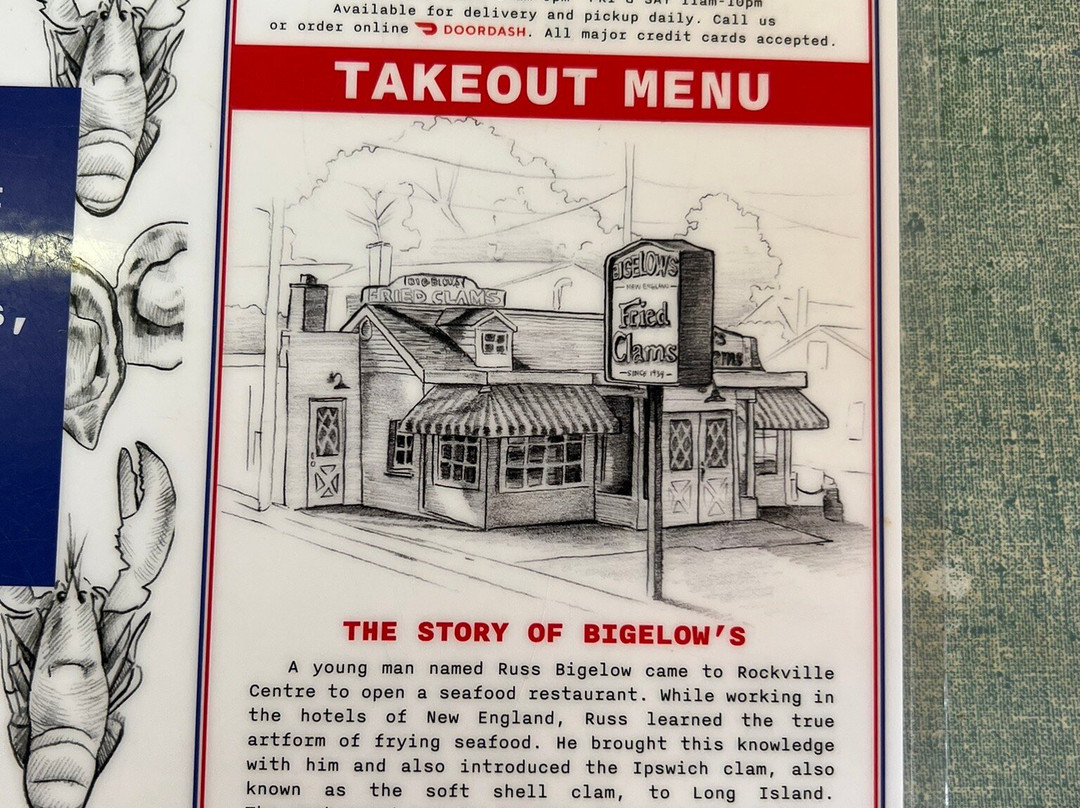 FRI & SAT 11am-10pm
Available for delivery and pickup daily. Call us
or order online DOORDASH. All major credit cards accepted.
TAKEOUT MENU
BIGELOW'S
FRIED CLAMS
BIGELOW'S
NEW ENGLAND
Fried
Clams
SINCE 1939
THE STORY OF BIGELOW'S
A young man named Russ Bigelow came to Rockville
Centre to open a seafood restaurant. While working in
the hotels of New England, Russ learned the true
artform of frying seafood. He brought this knowledge
with him and also introduced the Ipswich clam, also
known as the soft shell clam, to Long Island.